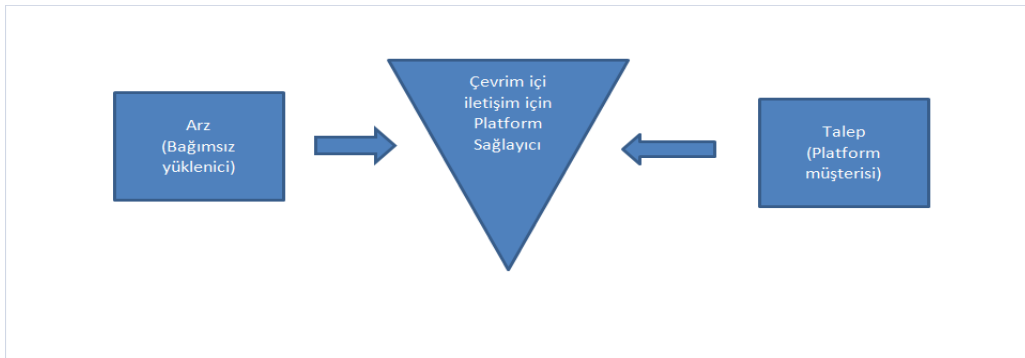 Arz
(Bağımsız
yüklenici)
Çevrim içi
iletişim için
Platform
Sağlayıcı
Talep
(Platform
müşterisi)